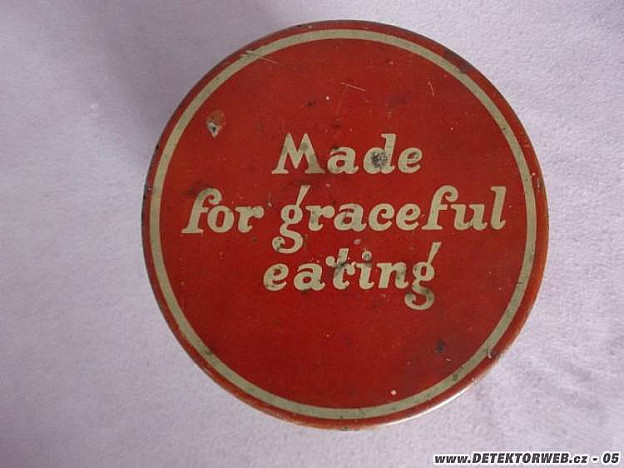 Made
for graceful
eating
www.DETEKTORWEB.cz - 05